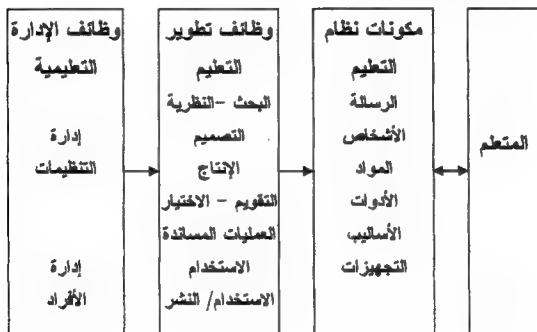 وظائف الإدارة
التعليمية
إدارة
التنظيمات
إدارة
الأفراد
وظائف تطوير
التعليم
البحث -النظرية
التصميم
الإنتاج
التقويم - الاختيار
العمليات المساندة
الاستخدام
الاستخدام/ النشر
مكونات نظام
التعليم
الرسالة
الأشخاص
المواد
الأدوات
الأساليب
التجهيزات
المتعلم